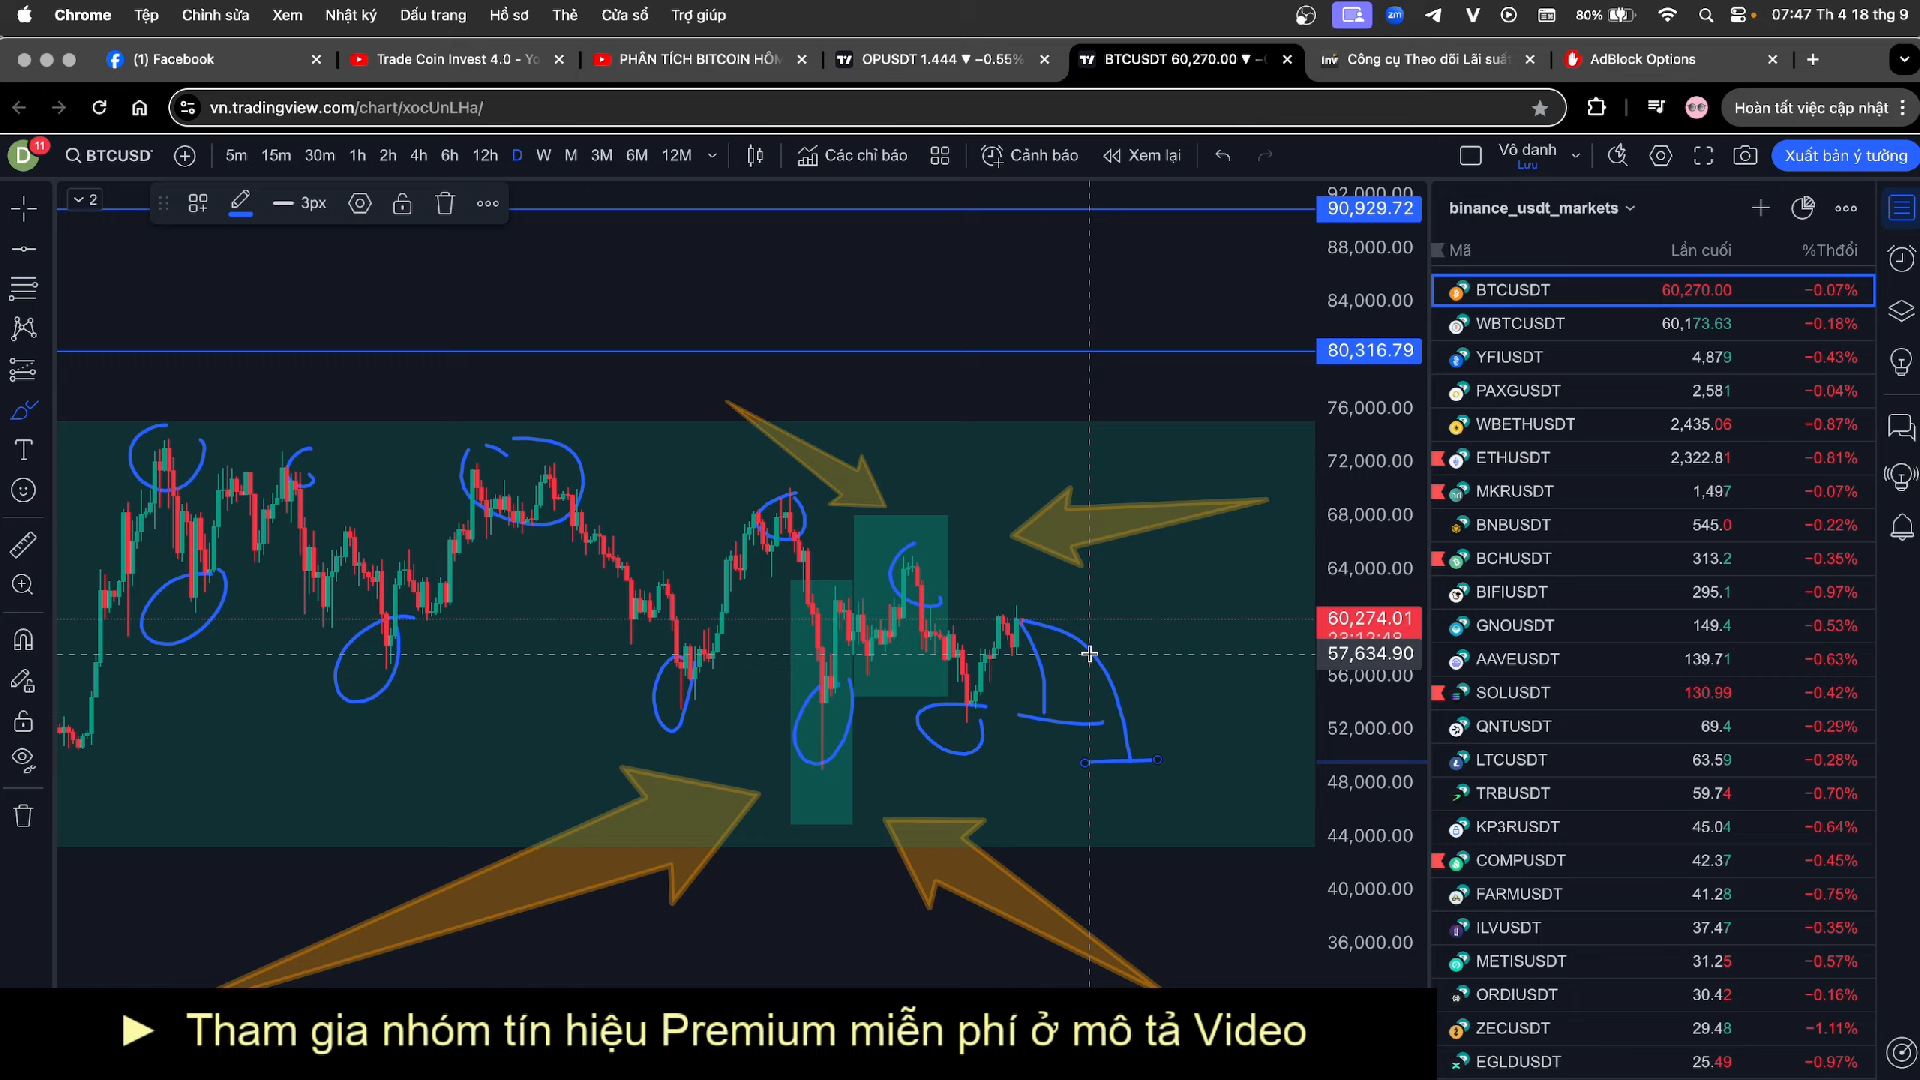 Chrome Tệp Chỉnh sửa Xem Nhật ký Dấu trang Hồ sơ Thẻ Cửa sổ Trợ giúp zm 80% 07:47 Th 4 18 thg 9
(1) Facebook Trade Coin Invest 4.0 - Yo PHÂN TÍCH BITCOIN HÔN OPUSDT 1.444 ▼ −0.55% BTCUSDT 60,270.00 ▼ − Inv Công cụ Theo dõi Lãi suấ AdBlock Options
vn.tradingview.com/chart/xocUnLHa/ Hoàn tất việc cập nhật
D 11 BTCUSD 5m 15m 30m 1h 2h 4h 6h 12h D W M 3M 6M 12M Các chỉ báo Cảnh báo Xem lại Vô danh Lưu Xuất bản ý tưởng
2 3px
92,000.00
90,929.72
88,000.00
84,000.00
80,316.79
76,000.00
72,000.00
68,000.00
64,000.00
60,274.01
57,634.90
56,000.00
52,000.00
48,000.00
44,000.00
40,000.00
36,000.00
binance_usdt_markets
Mã Lần cuối %Thđổi
BTCUSDT 60,270.00 −0.07%
WBTCUSDT 60,173.63 −0.18%
YFIUSDT 4,879 −0.43%
PAXGUSDT 2,581 −0.04%
WBETHUSDT 2,435.06 −0.87%
ETHUSDT 2,322.81 −0.81%
MKRUSDT 1,497 −0.07%
BNBUSDT 545.0 −0.22%
BCHUSDT 313.2 −0.35%
BIFIUSDT 295.1 −0.97%
GNOUSDT 149.4 −0.53%
AAVEUSDT 139.71 −0.63%
SOLUSDT 130.99 −0.42%
QNTUSDT 69.4 −0.29%
LTCUSDT 63.59 −0.28%
TRBUSDT 59.74 −0.70%
KP3RUSDT 45.04 −0.64%
COMPUSDT 42.37 −0.45%
FARMUSDT 41.28 −0.75%
ILVUSDT 37.47 −0.35%
METISUSDT 31.25 −0.57%
ORDIUSDT 30.42 −0.16%
ZECUSDT 29.48 −1.11%
EGLDUSDT 25.49 −0.97%
► Tham gia nhóm tín hiệu Premium miễn phí ở mô tả Video